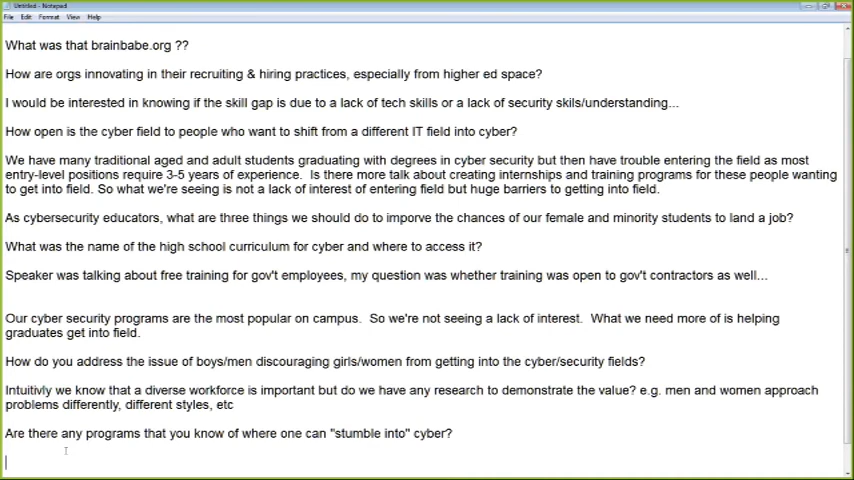 Untitled - Notepad
File Edit Format View Help
What was that brainbabe.org ??
How are orgs innovating in their recruiting & hiring practices, especially from higher ed space?
I would be interested in knowing if the skill gap is due to a lack of tech skills or a lack of security skils/understanding...
How open is the cyber field to people who want to shift from a different IT field into cyber?
We have many traditional aged and adult students graduating with degrees in cyber security but then have trouble entering the field as most
entry-level positions require 3-5 years of experience.  Is there more talk about creating internships and training programs for these people wanting
to get into field. So what we're seeing is not a lack of interest of entering field but huge barriers to getting into field.
As cybersecurity educators, what are three things we should do to imporve the chances of our female and minority students to land a job?
What was the name of the high school curriculum for cyber and where to access it?
Speaker was talking about free training for gov't employees, my question was whether training was open to gov't contractors as well...
Our cyber security programs are the most popular on campus.  So we're not seeing a lack of interest.  What we need more of is helping
graduates get into field.
How do you address the issue of boys/men discouraging girls/women from getting into the cyber/security fields?
Intuitivly we know that a diverse workforce is important but do we have any research to demonstrate the value? e.g. men and women approach
problems differently, different styles, etc
Are there any programs that you know of where one can "stumble into" cyber?